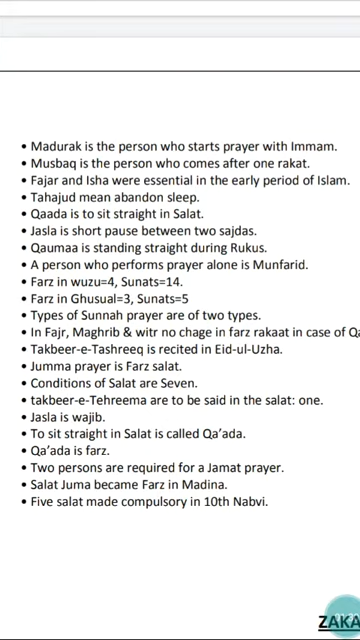 • Madurak is the person who starts prayer with Immam.
• Musbaq is the person who comes after one rakat.
• Fajar and Isha were essential in the early period of Islam.
• Tahajud mean abandon sleep.
• Qaada is to sit straight in Salat.
• Jasla is short pause between two sajdas.
• Qaumaa is standing straight during Rukus.
• A person who performs prayer alone is Munfarid.
• Farz in wuzu=4, Sunats=14.
• Farz in Ghusual=3, Sunats=5
• Types of Sunnah prayer are of two types.
• In Fajr, Maghrib & witr no chage in farz rakaat in case of
• Takbeer-e-Tashreeq is recited in Eid-ul-Uzha.
• Jumma prayer is Farz salat.
• Conditions of Salat are Seven.
• takbeer-e-Tehreema are to be said in the salat: one.
• Jasla is wajib.
• To sit straight in Salat is called Qa’ada.
• Qa’ada is farz.
• Two persons are required for a Jamat prayer.
• Salat Juma became Farz in Madina.
• Five salat made compulsory in 10th Nabvi.